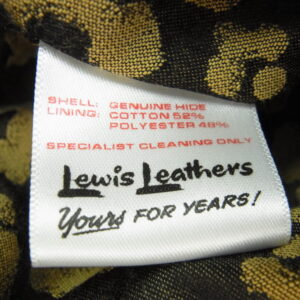 SHELL: GENUINE HIDE
LINING: COTTON 52%
POLYESTER 48%
SPECIALIST CLEANING ONLY
Lewis Leathers
Yours FOR YEARS!